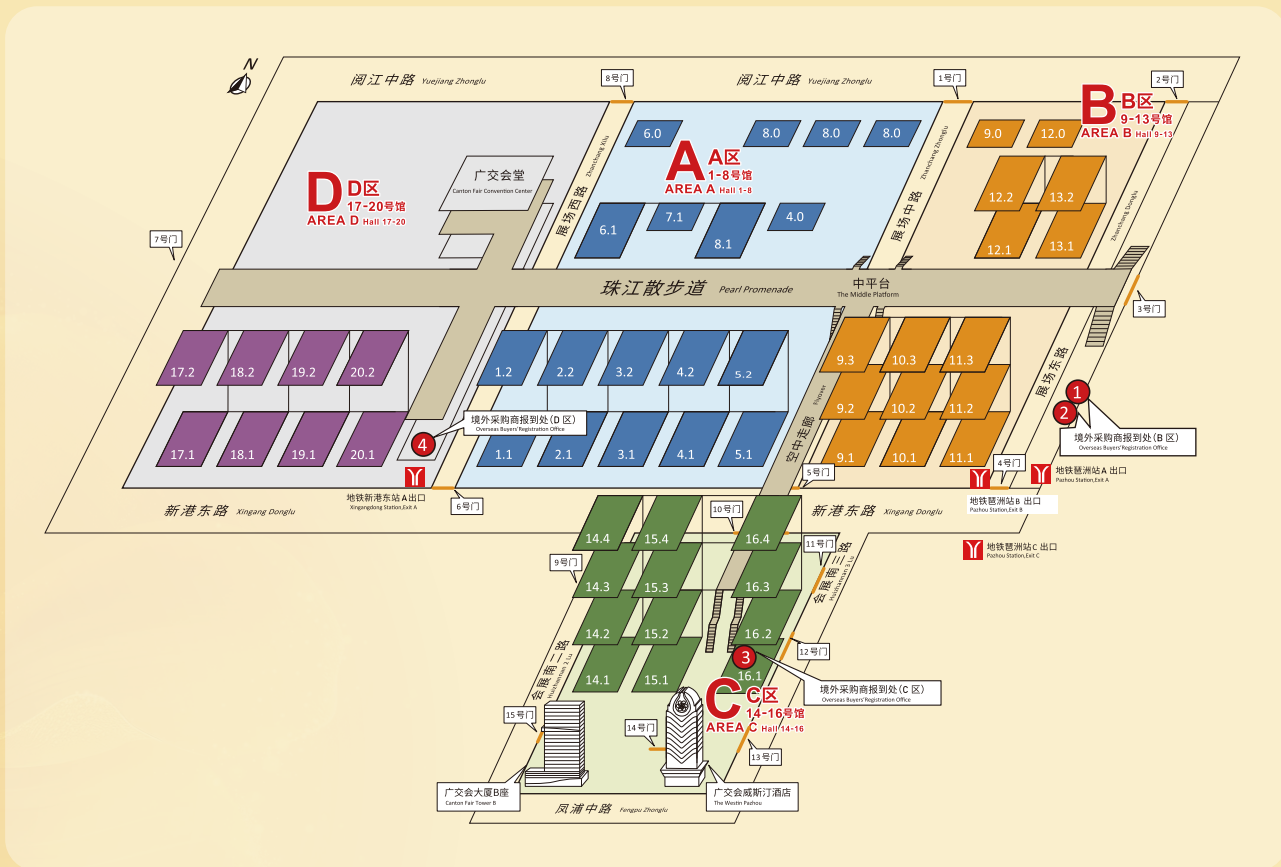 N
阅江中路 Yuejiang Zhonglu
8号门
阅江中路 Yuejiang Zhonglu
1号门
2号门
B B区
9-13号馆
AREA B Hall 9-13
6.0
8.0
8.0
8.0
9.0
12.0
A A区
1-8号馆
AREA A Hall 1-8
展场西路 Zhanchang Xilu
展场中路 Zhanchang Zhonglu
Zhanchang Donglu
广交会堂
Canton Fair Convention Center
D D区
17-20号馆
AREA D Hall 17-20
7号门
6.1
7.1
8.1
4.0
12.2
13.2
12.1
13.1
珠江散步道 Pearl Promenade
中平台
The Middle Platform
3号门
17.2
18.2
19.2
20.2
1.2
2.2
3.2
4.2
5.2
9.3
10.3
11.3
展场东路
空中走廊 Flyover
9.2
10.2
11.2
1
2
境外采购商报到处(B 区)
Overseas Buyers' Registration Office
4
境外采购商报到处(D 区)
Overseas Buyers' Registration Office
17.1
18.1
19.1
20.1
1.1
2.1
3.1
4.1
5.1
9.1
10.1
11.1
5号门
4号门
地铁琶洲站A 出口
Pazhou Station,Exit A
地铁新港东站A出口
Xingangdong Station,Exit A
6号门
地铁琶洲站B 出口
Pazhou Station,Exit B
新港东路 Xingang Donglu
10号门
新港东路 Xingang Donglu
14.4
15.4
16.4
11号门
地铁琶洲站C 出口
Pazhou Station,Exit C
9号门
14.3
15.3
16.3
会展南三路 Huizhannan 3 Lu
14.2
15.2
16.2
12号门
会展南二路 Huizhannan 2 Lu
3
14.1
15.1
16.1
境外采购商报到处(C 区)
Overseas Buyers' Registration Office
C C区
14-16号馆
AREA C Hall 14-16
15号门
14号门
13号门
广交会大厦B座
Canton Fair Tower B
广交会威斯汀酒店
The Westin Pazhou
凤浦中路 Fengpu Zhonglu